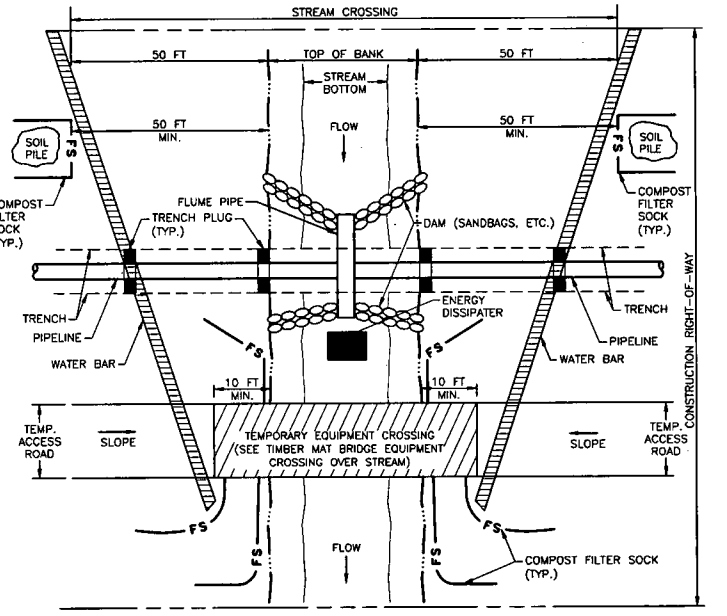 STREAM CROSSING
50 FT
TOP OF BANK
50 FT
STREAM
BOTTOM
50 FT
MIN.
FLOW
50 FT
MIN.
SOIL
PILE
FS
FS
SOIL
PILE
COMPOST
FILTER
SOCK
(TYP.)
FLUME PIPE
TRENCH PLUG
(TYP.)
DAM (SANDBAGS, ETC.)
COMPOST
FILTER
SOCK
(TYP.)
TRENCH
PIPELINE
WATER BAR
ENERGY
DISSIPATER
TRENCH
PIPELINE
WATER BAR
FS
FS
10 FT
MIN.
10 FT
MIN.
TEMP.
ACCESS
ROAD
SLOPE
TEMPORARY EQUIPMENT CROSSING
(SEE TIMBER MAT BRIDGE EQUIPMENT
CROSSING OVER STREAM)
SLOPE
TEMP.
ACCESS
ROAD
CONSTRUCTION RIGHT-OF-WAY
FS
FS
FS
FS
FLOW
COMPOST FILTER SOCK
(TYP.)